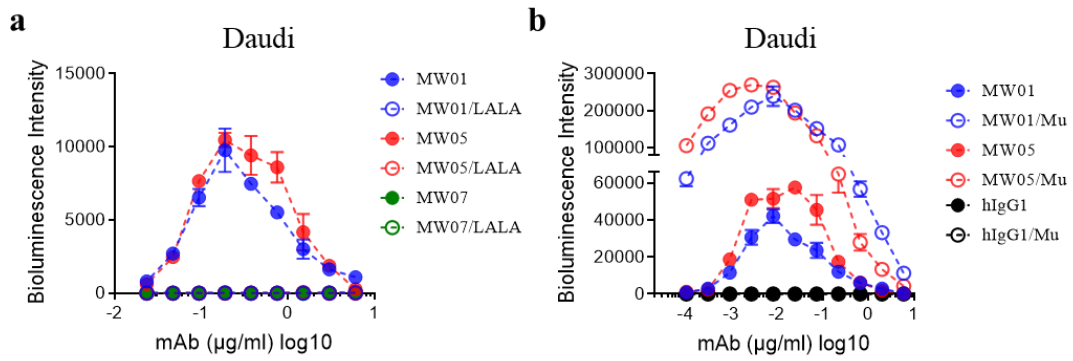 a
Daudi
Bioluminescence Intensity
15000
10000
5000
0
-2
-1
0
1
mAb (µg/ml) log10
MW01
MW01/LALA
MW05
MW05/LALA
MW07
MW07/LALA
b
Daudi
Bioluminescence Intensity
300000
200000
100000
60000
40000
20000
0
-4
-3
-2
-1
0
1
mAb (µg/ml) log10
MW01
MW01/Mu
MW05
MW05/Mu
hIgG1
hIgG1/Mu